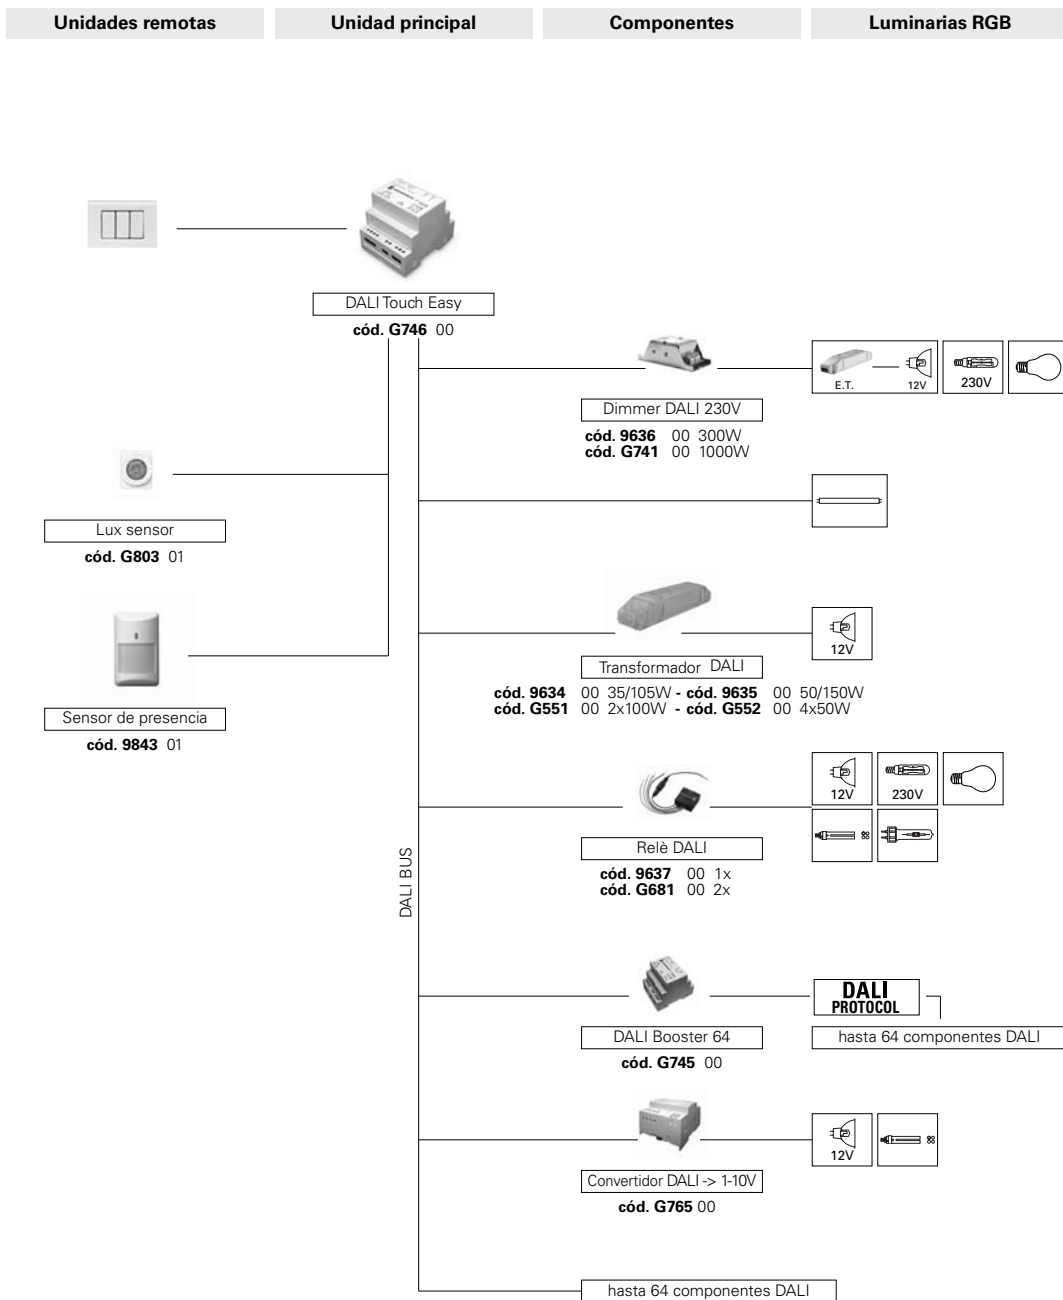 Unidades remotas
Unidad principal
Componentes
Luminarias RGB
DALI Touch Easy
cód. G746 00
E.T.
12V
230V
Dimmer DALI 230V
cód. 9636 00 300W
cód. G741 00 1000W
Lux sensor
cód. G803 01
12V
Transformador DALI
cód. 9634 00 35/105W - cód. 9635 00 50/150W
cód. G551 00 2x100W - cód. G552 00 4x50W
Sensor de presencia
cód. 9843 01
12V
230V
Relè DALI
cód. 9637 00 1x
cód. G681 00 2x
DALI BUS
DALI
PROTOCOL
DALI Booster 64
hasta 64 componentes DALI
cód. G745 00
12V
Convertidor DALI -> 1-10V
cód. G765 00
hasta 64 componentes DALI